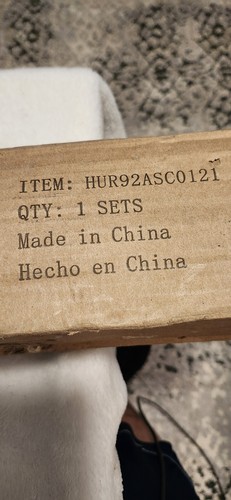 ITEM: HUR92ASC0121
QTY: 1 SETS
Made in China
Hecho en China